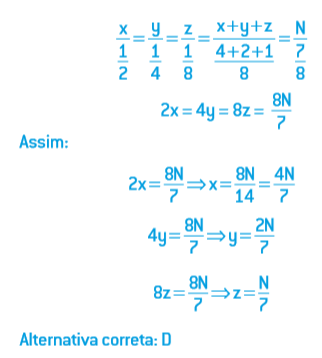 x/(1/2) = y/(1/4) = z/(1/8) = (x+y+z)/((4+2+1)/8) = N/(7/8)
2x = 4y = 8z = 8N/7
Assim:
2x = 8N/7 ⇒ x = 8N/14 = 4N/7
4y = 8N/7 ⇒ y = 2N/7
8z = 8N/7 ⇒ z = N/7
Alternativa correta: D